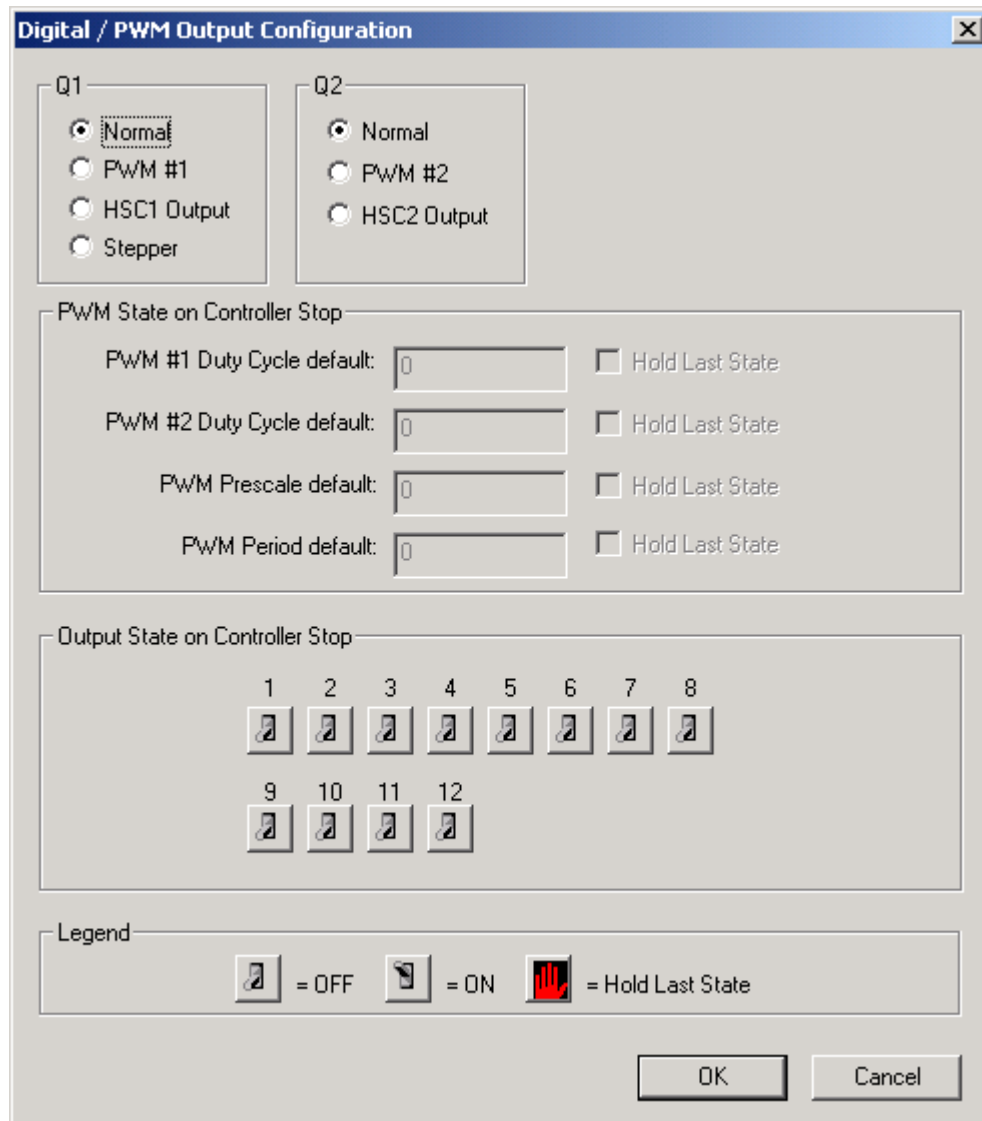 Digital / PWM Output Configuration
Q1
Normal
PWM #1
HSC1 Output
Stepper
Q2
Normal
PWM #2
HSC2 Output
PWM State on Controller Stop
PWM #1 Duty Cycle default: 0 Hold Last State
PWM #2 Duty Cycle default: 0 Hold Last State
PWM Prescale default: 0 Hold Last State
PWM Period default: 0 Hold Last State
Output State on Controller Stop
1 2 3 4 5 6 7 8
9 10 11 12
Legend
= OFF = ON = Hold Last State
OK Cancel